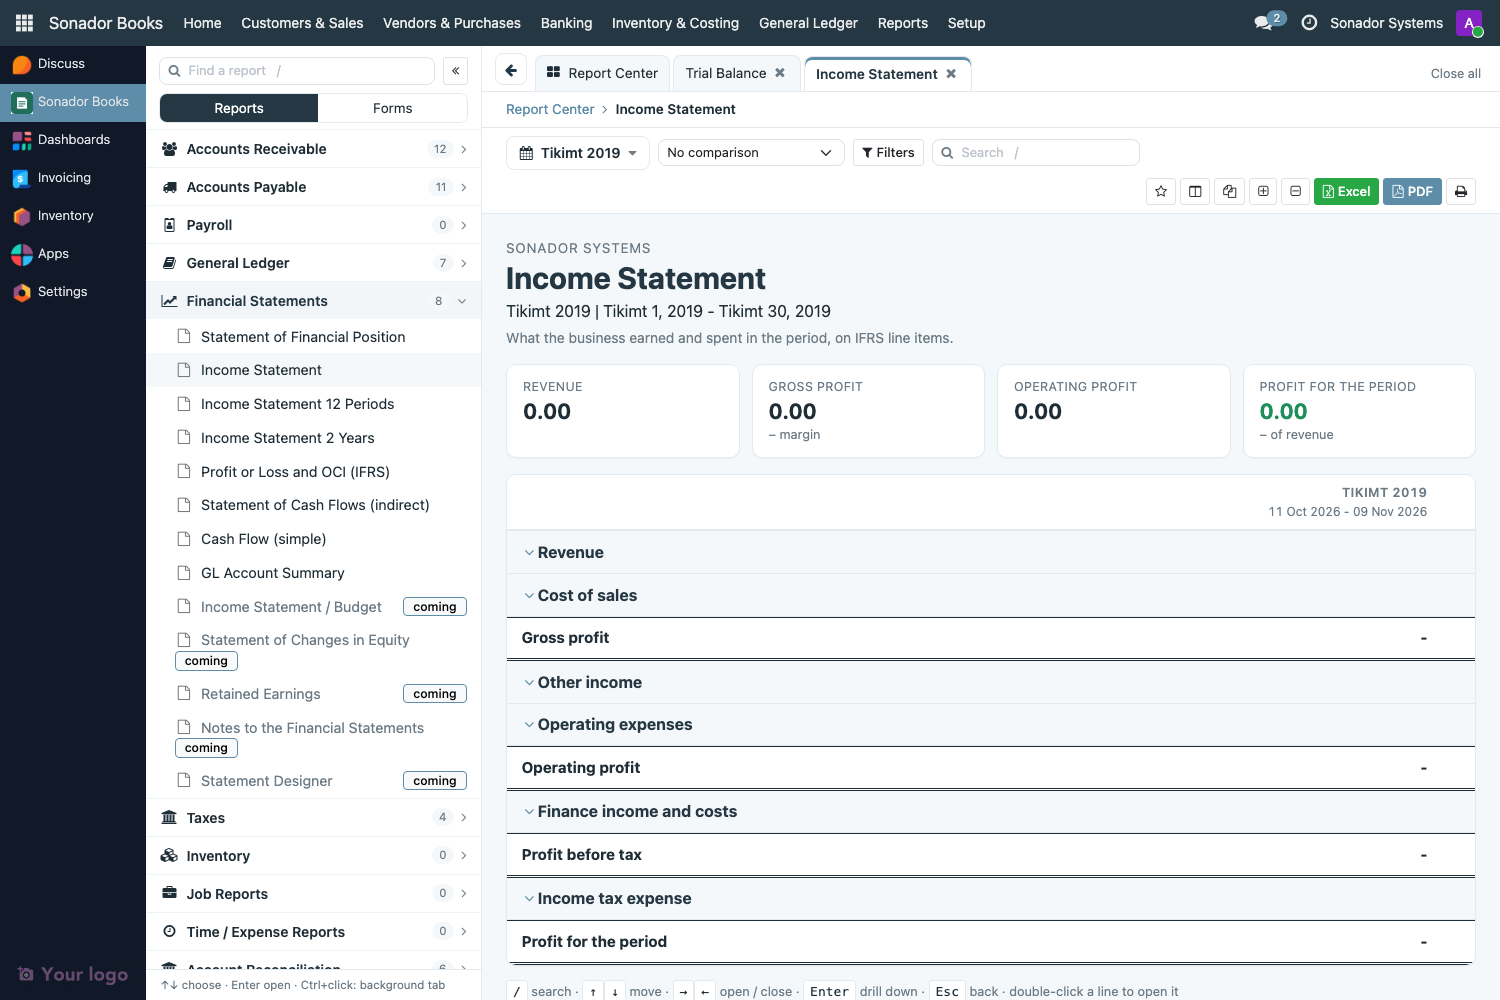 Sonador Books
Home
Customers & Sales
Vendors & Purchases
Banking
Inventory & Costing
General Ledger
Reports
Setup
2
Sonador Systems
A
Discuss
Sonador Books
Dashboards
Invoicing
Inventory
Apps
Settings
Your logo
Find a report /
«
Reports
Forms
Accounts Receivable 12
Accounts Payable 11
Payroll 0
General Ledger 7
Financial Statements 8
Statement of Financial Position
Income Statement
Income Statement 12 Periods
Income Statement 2 Years
Profit or Loss and OCI (IFRS)
Statement of Cash Flows (indirect)
Cash Flow (simple)
GL Account Summary
Income Statement / Budget coming
Statement of Changes in Equity
coming
Retained Earnings coming
Notes to the Financial Statements
coming
Statement Designer coming
Taxes 4
Inventory 0
Job Reports 0
Time / Expense Reports 0
Account Reconciliation 6
↑↓ choose · Enter open · Ctrl+click: background tab
Report Center
Trial Balance ✖
Income Statement ✖
Close all
Report Center > Income Statement
Tikimt 2019
No comparison
Filters
Search /
Excel
PDF
SONADOR SYSTEMS
Income Statement
Tikimt 2019 | Tikimt 1, 2019 - Tikimt 30, 2019
What the business earned and spent in the period, on IFRS line items.
REVENUE
0.00
GROSS PROFIT
0.00
– margin
OPERATING PROFIT
0.00
PROFIT FOR THE PERIOD
0.00
– of revenue
TIKIMT 2019
11 Oct 2026 - 09 Nov 2026
Revenue
Cost of sales
Gross profit -
Other income
Operating expenses
Operating profit -
Finance income and costs
Profit before tax -
Income tax expense
Profit for the period -
/ search · ↑ ↓ move · → ← open / close · Enter drill down · Esc back · double-click a line to open it